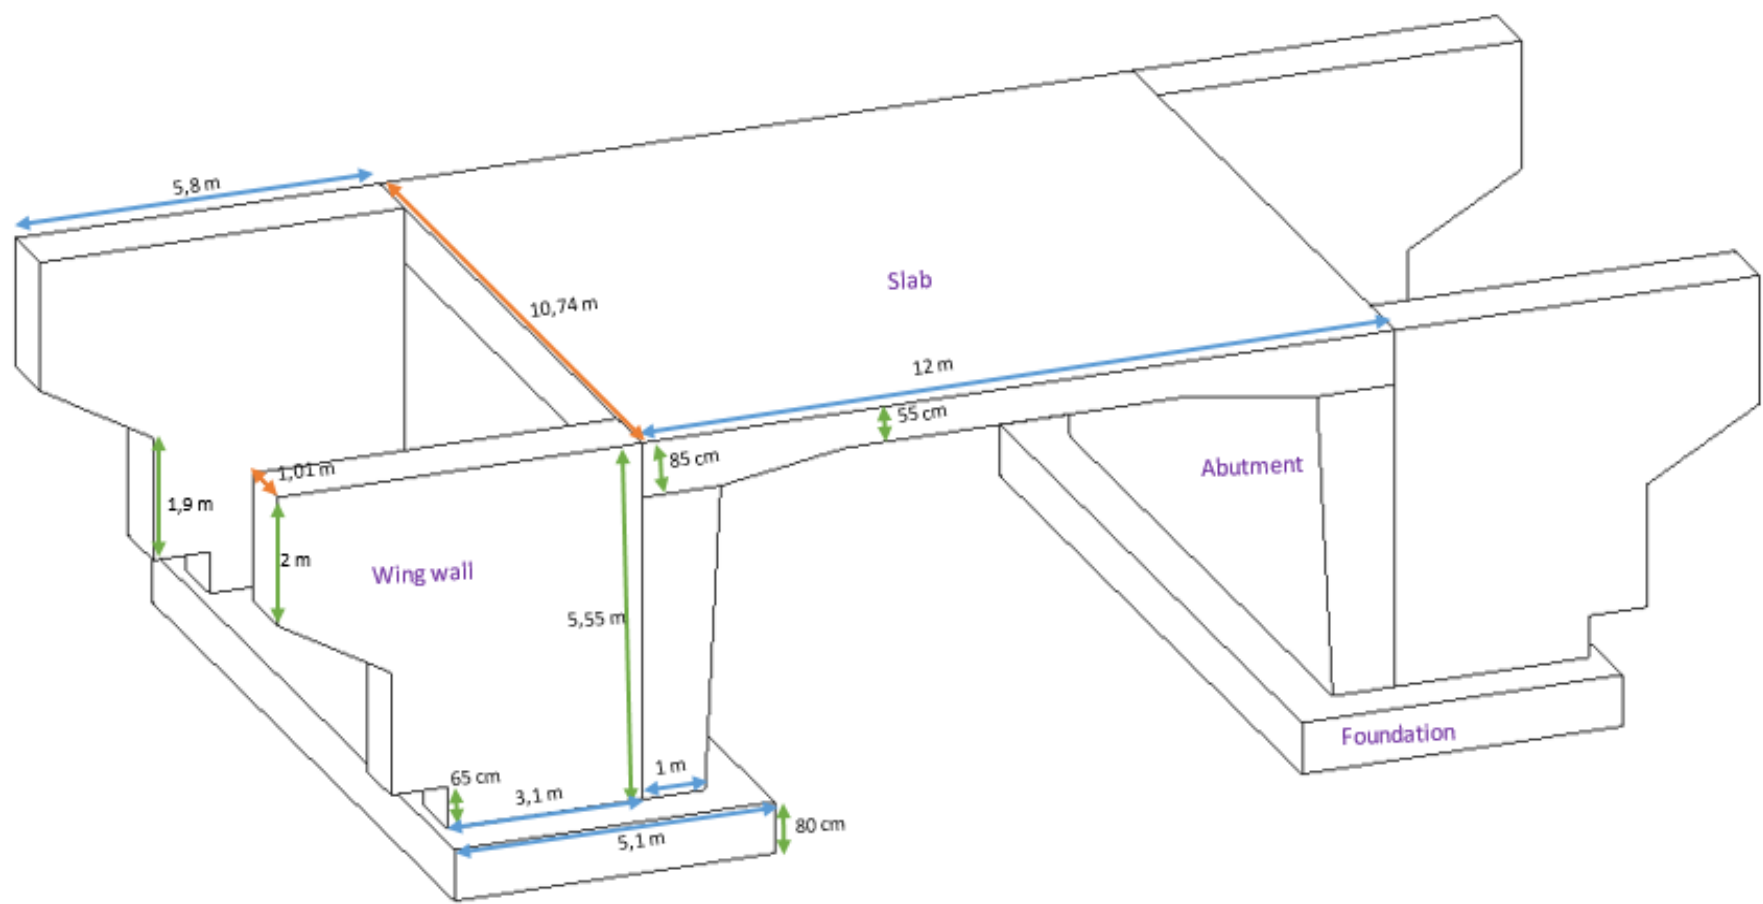 5,8 m
Slab
10,74 m
12 m
55 cm
85 cm
Abutment
1,01 m
1,9 m
2 m
Wing wall
5,55 m
Foundation
65 cm
1 m
3,1 m
80 cm
5,1 m